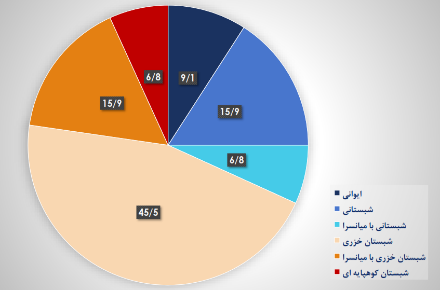 9/1
15/9
6/8
45/5
15/9
6/8
ایوانی
شبستانی
شبستانی با میانسرا
شبستان خزری
شبستان خزری با میانسرا
شبستان کوهپایه ای